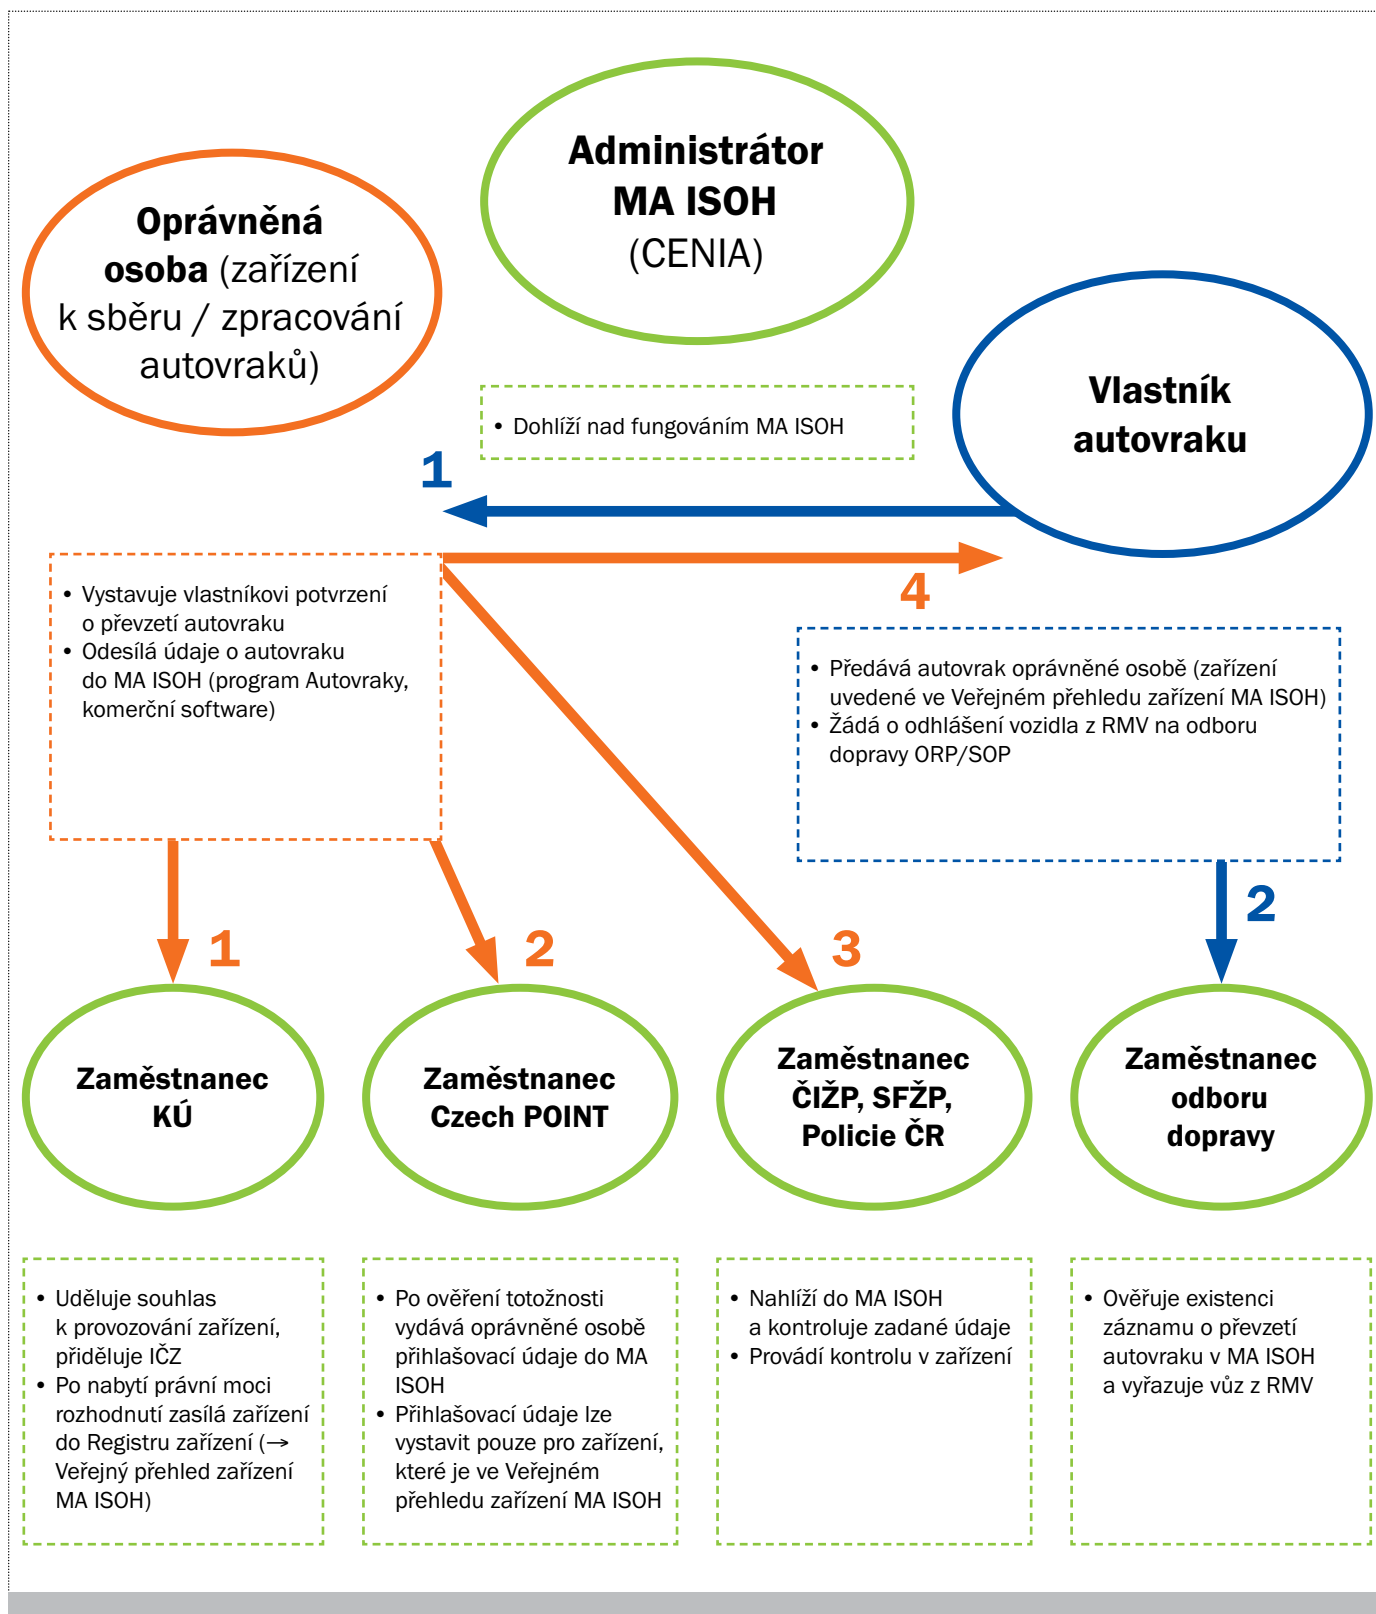 Administrátor
MA ISOH
(CENIA)
Oprávněná
osoba (zařízení
k sběru / zpracování
autovraků)
Vlastník
autovraku
• Dohlíží nad fungováním MA ISOH
1
4
• Vystavuje vlastníkovi potvrzení
o převzetí autovraku
• Odesílá údaje o autovraku
do MA ISOH (program Autovraky,
komerční software)
• Předává autovrak oprávněné osobě (zařízení
uvedené ve Veřejném přehledu zařízení MA ISOH)
• Žádá o odhlášení vozidla z RMV na odboru
dopravy ORP/SOP
1
2
3
2
Zaměstnanec
KÚ
Zaměstnanec
Czech POINT
Zaměstnanec
ČIŽP, SFŽP,
Policie ČR
Zaměstnanec
odboru
dopravy
• Uděluje souhlas
k provozování zařízení,
přiděluje IČZ
• Po nabytí právní moci
rozhodnutí zasílá zařízení
do Registru zařízení (→
Veřejný přehled zařízení
MA ISOH)
• Po ověření totožnosti
vydává oprávněné osobě
přihlašovací údaje do MA
ISOH
• Přihlašovací údaje lze
vystavit pouze pro zařízení,
které je ve Veřejném
přehledu zařízení MA ISOH
• Nahlíží do MA ISOH
a kontroluje zadané údaje
• Provádí kontrolu v zařízení
• Ověřuje existenci
záznamu o převzetí
autovraku v MA ISOH
a vyřazuje vůz z RMV